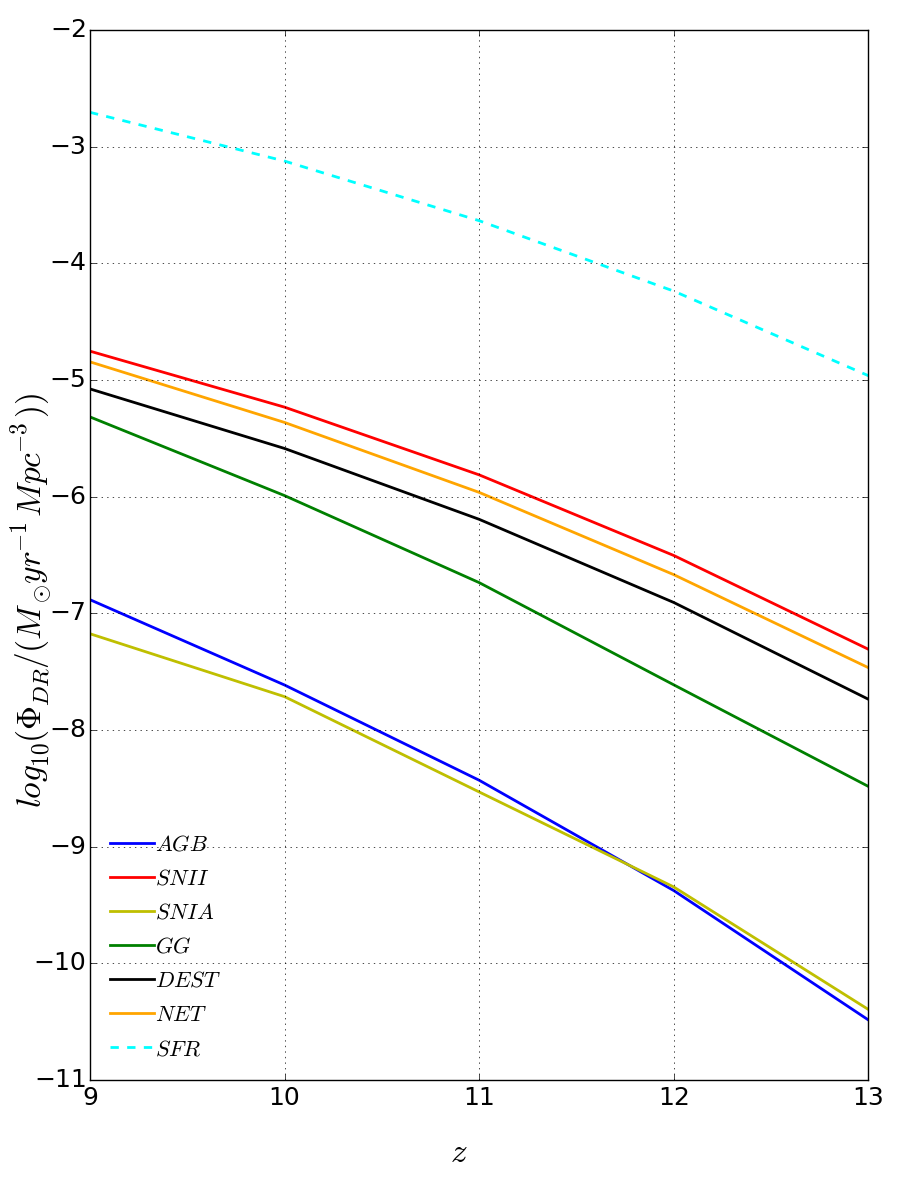 −2
−3
−4
−5
−6
−7
−8
−9
−10
−11
9 10 11 12 13
z
log10(Φ_DR/(M⊙yr^−1 Mpc^−3))
AGB
SNII
SNIA
GG
DEST
NET
SFR